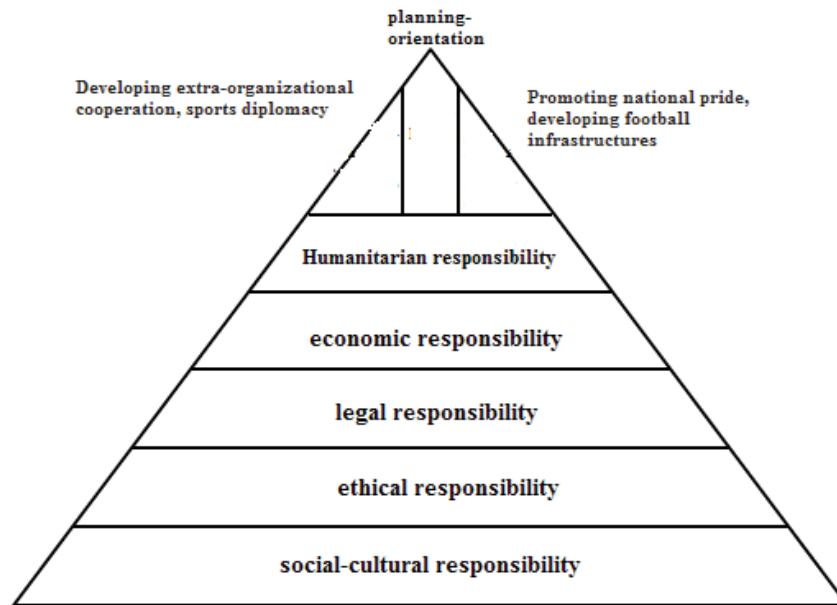 planning-
orientation
Developing extra-organizational
cooperation, sports diplomacy
Promoting national pride,
developing football
infrastructures
Humanitarian responsibility
economic responsibility
legal responsibility
ethical responsibility
social-cultural responsibility